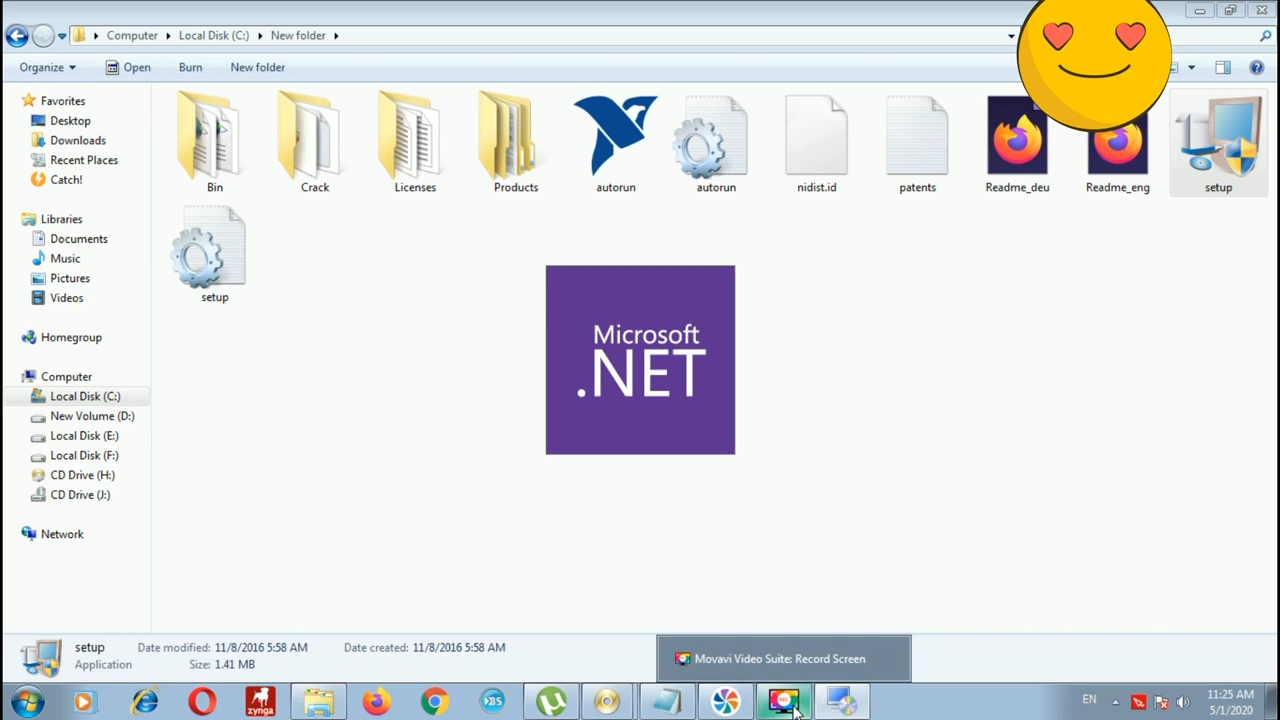 Computer Local Disk (C:) New folder
Organize Open Burn New folder
Favorites
Desktop
Downloads
Recent Places
Catch!
Libraries
Documents
Music
Pictures
Videos
Homegroup
Computer
Local Disk (C:)
New Volume (D:)
Local Disk (E:)
Local Disk (F:)
CD Drive (H:)
CD Drive (J:)
Network
Bin Crack Licenses Products autorun autorun nidist.id patents Readme_deu Readme_eng setup
setup
Microsoft
.NET
setup Date modified: 11/8/2016 5:58 AM Date created: 11/8/2016 5:58 AM
Application Size: 1.41 MB
Movavi Video Suite: Record Screen
zynga
EN
11:25 AM
5/1/2020